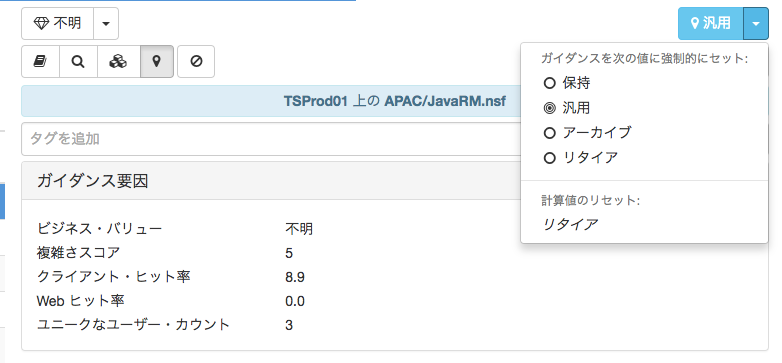 不明
汎用
ガイダンスを次の値に強制的にセット:
保持
汎用
アーカイブ
リタイア
計算値のリセット:
リタイア
TSProd01 上の APAC/JavaRM.nsf
タグを追加
ガイダンス要因
ビジネス・バリュー 不明
複雑さスコア 5
クライアント・ヒット率 8.9
Web ヒット率 0.0
ユニークなユーザー・カウント 3